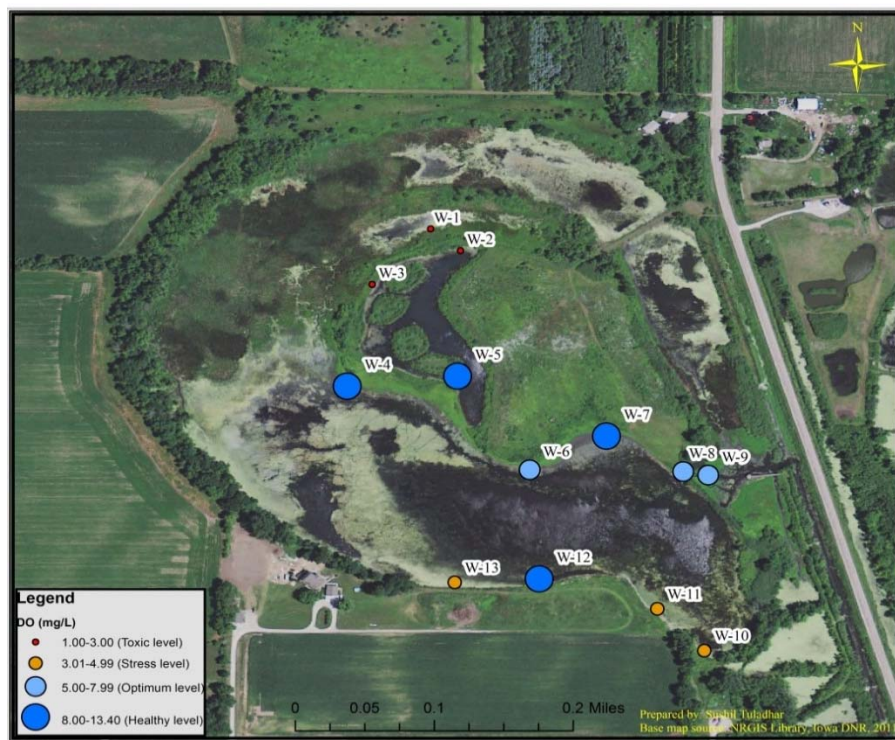 N
W-1
W-2
W-3
W-5
W-4
W-7
W-6
W-8
W-9
W-12
W-13
W-11
W-10
Legend
DO (mg/L)
1.00-3.00 (Toxic level)
3.01-4.99 (Stress level)
5.00-7.99 (Optimum level)
8.00-13.40 (Healthy level)
0 0.05 0.1 0.2 Miles
Prepared by: Sushil Tuladhar
Base map source: NRGIS Library, Iowa DNR, 201